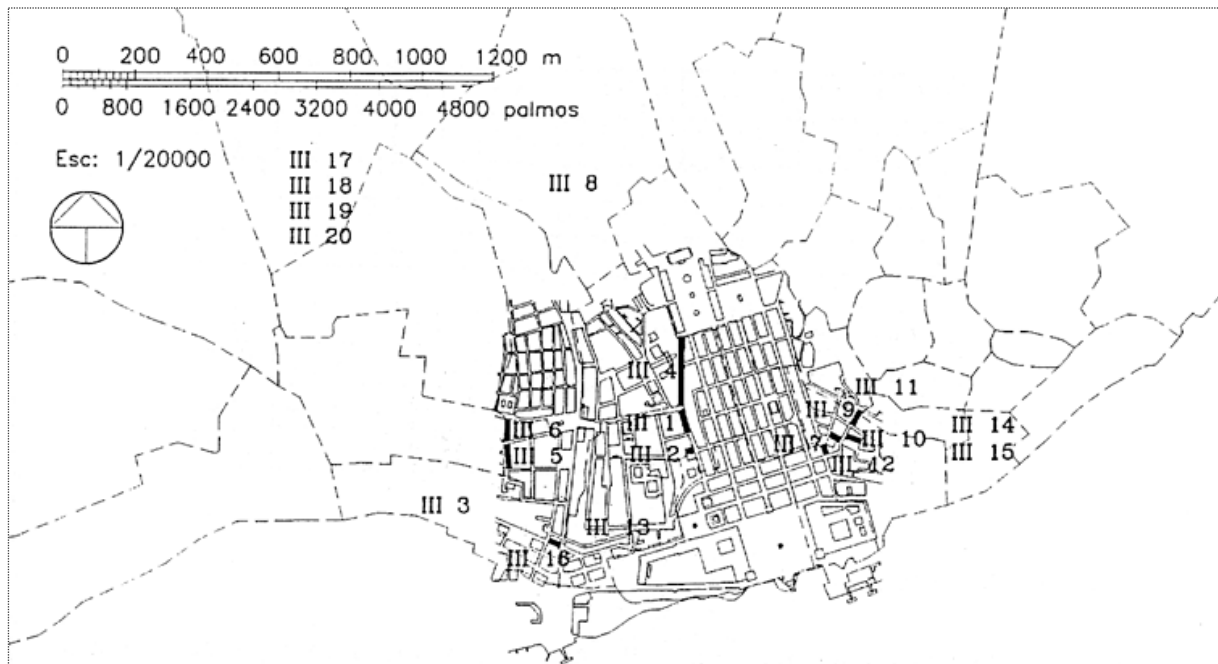 0 200 400 600 800 1000 1200 m
0 800 1600 2400 3200 4000 4800 palmos
Esc: 1/20000
III 17
III 18
III 19
III 20
III 8
III 4
III 11
III 9
III 1
III 6
III 14
III 10
III 7
III 2
III 5
III 15
III 12
III 3
III 13
III 16